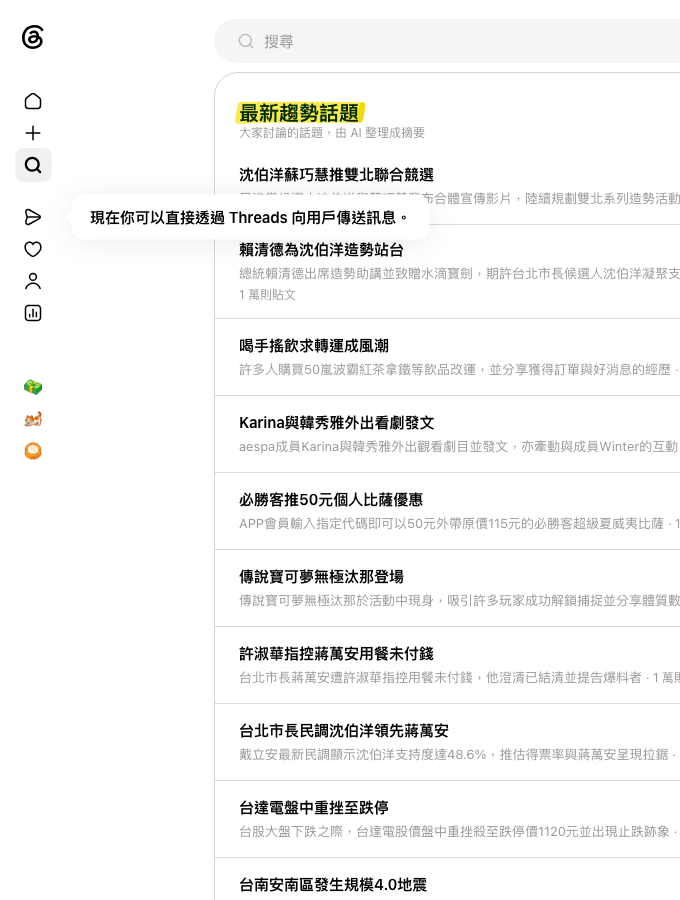 搜尋
最新趨勢話題
大家討論的話題，由 AI 整理成摘要
沈伯洋蘇巧慧推雙北聯合競選
布合體宣傳影片，陸續規劃雙北系列造勢活動
現在你可以直接透過 Threads 向用戶傳送訊息。
賴清德為沈伯洋造勢站台
總統賴清德出席造勢助講並致贈水滴寶劍，期許台北市長候選人沈伯洋凝聚支
1 萬則貼文
喝手搖飲求轉運成風潮
許多人購買50嵐波霸紅茶拿鐵等飲品改運，並分享獲得訂單與好消息的經歷 ·
Karina與韓秀雅外出看劇發文
aespa成員Karina與韓秀雅外出觀看劇目並發文，亦牽動與成員Winter的互動
必勝客推50元個人比薩優惠
APP會員輸入指定代碼即可以50元外帶原價115元的必勝客超級夏威夷比薩 · 1
傳說寶可夢無極汰那登場
傳說寶可夢無極汰那於活動中現身，吸引許多玩家成功解鎖捕捉並分享體質數
許淑華指控蔣萬安用餐未付錢
台北市長蔣萬安遭許淑華指控用餐未付錢，他澄清已結清並提告爆料者 · 1 萬則
台北市長民調沈伯洋領先蔣萬安
戴立安最新民調顯示沈伯洋支持度達48.6%，推估得票率與蔣萬安呈現拉鋸 ·
台達電盤中重挫至跌停
台股大盤下跌之際，台達電股價盤中重挫殺至跌停價1120元並出現止跌跡象 ·
台南安南區發生規模4.0地震